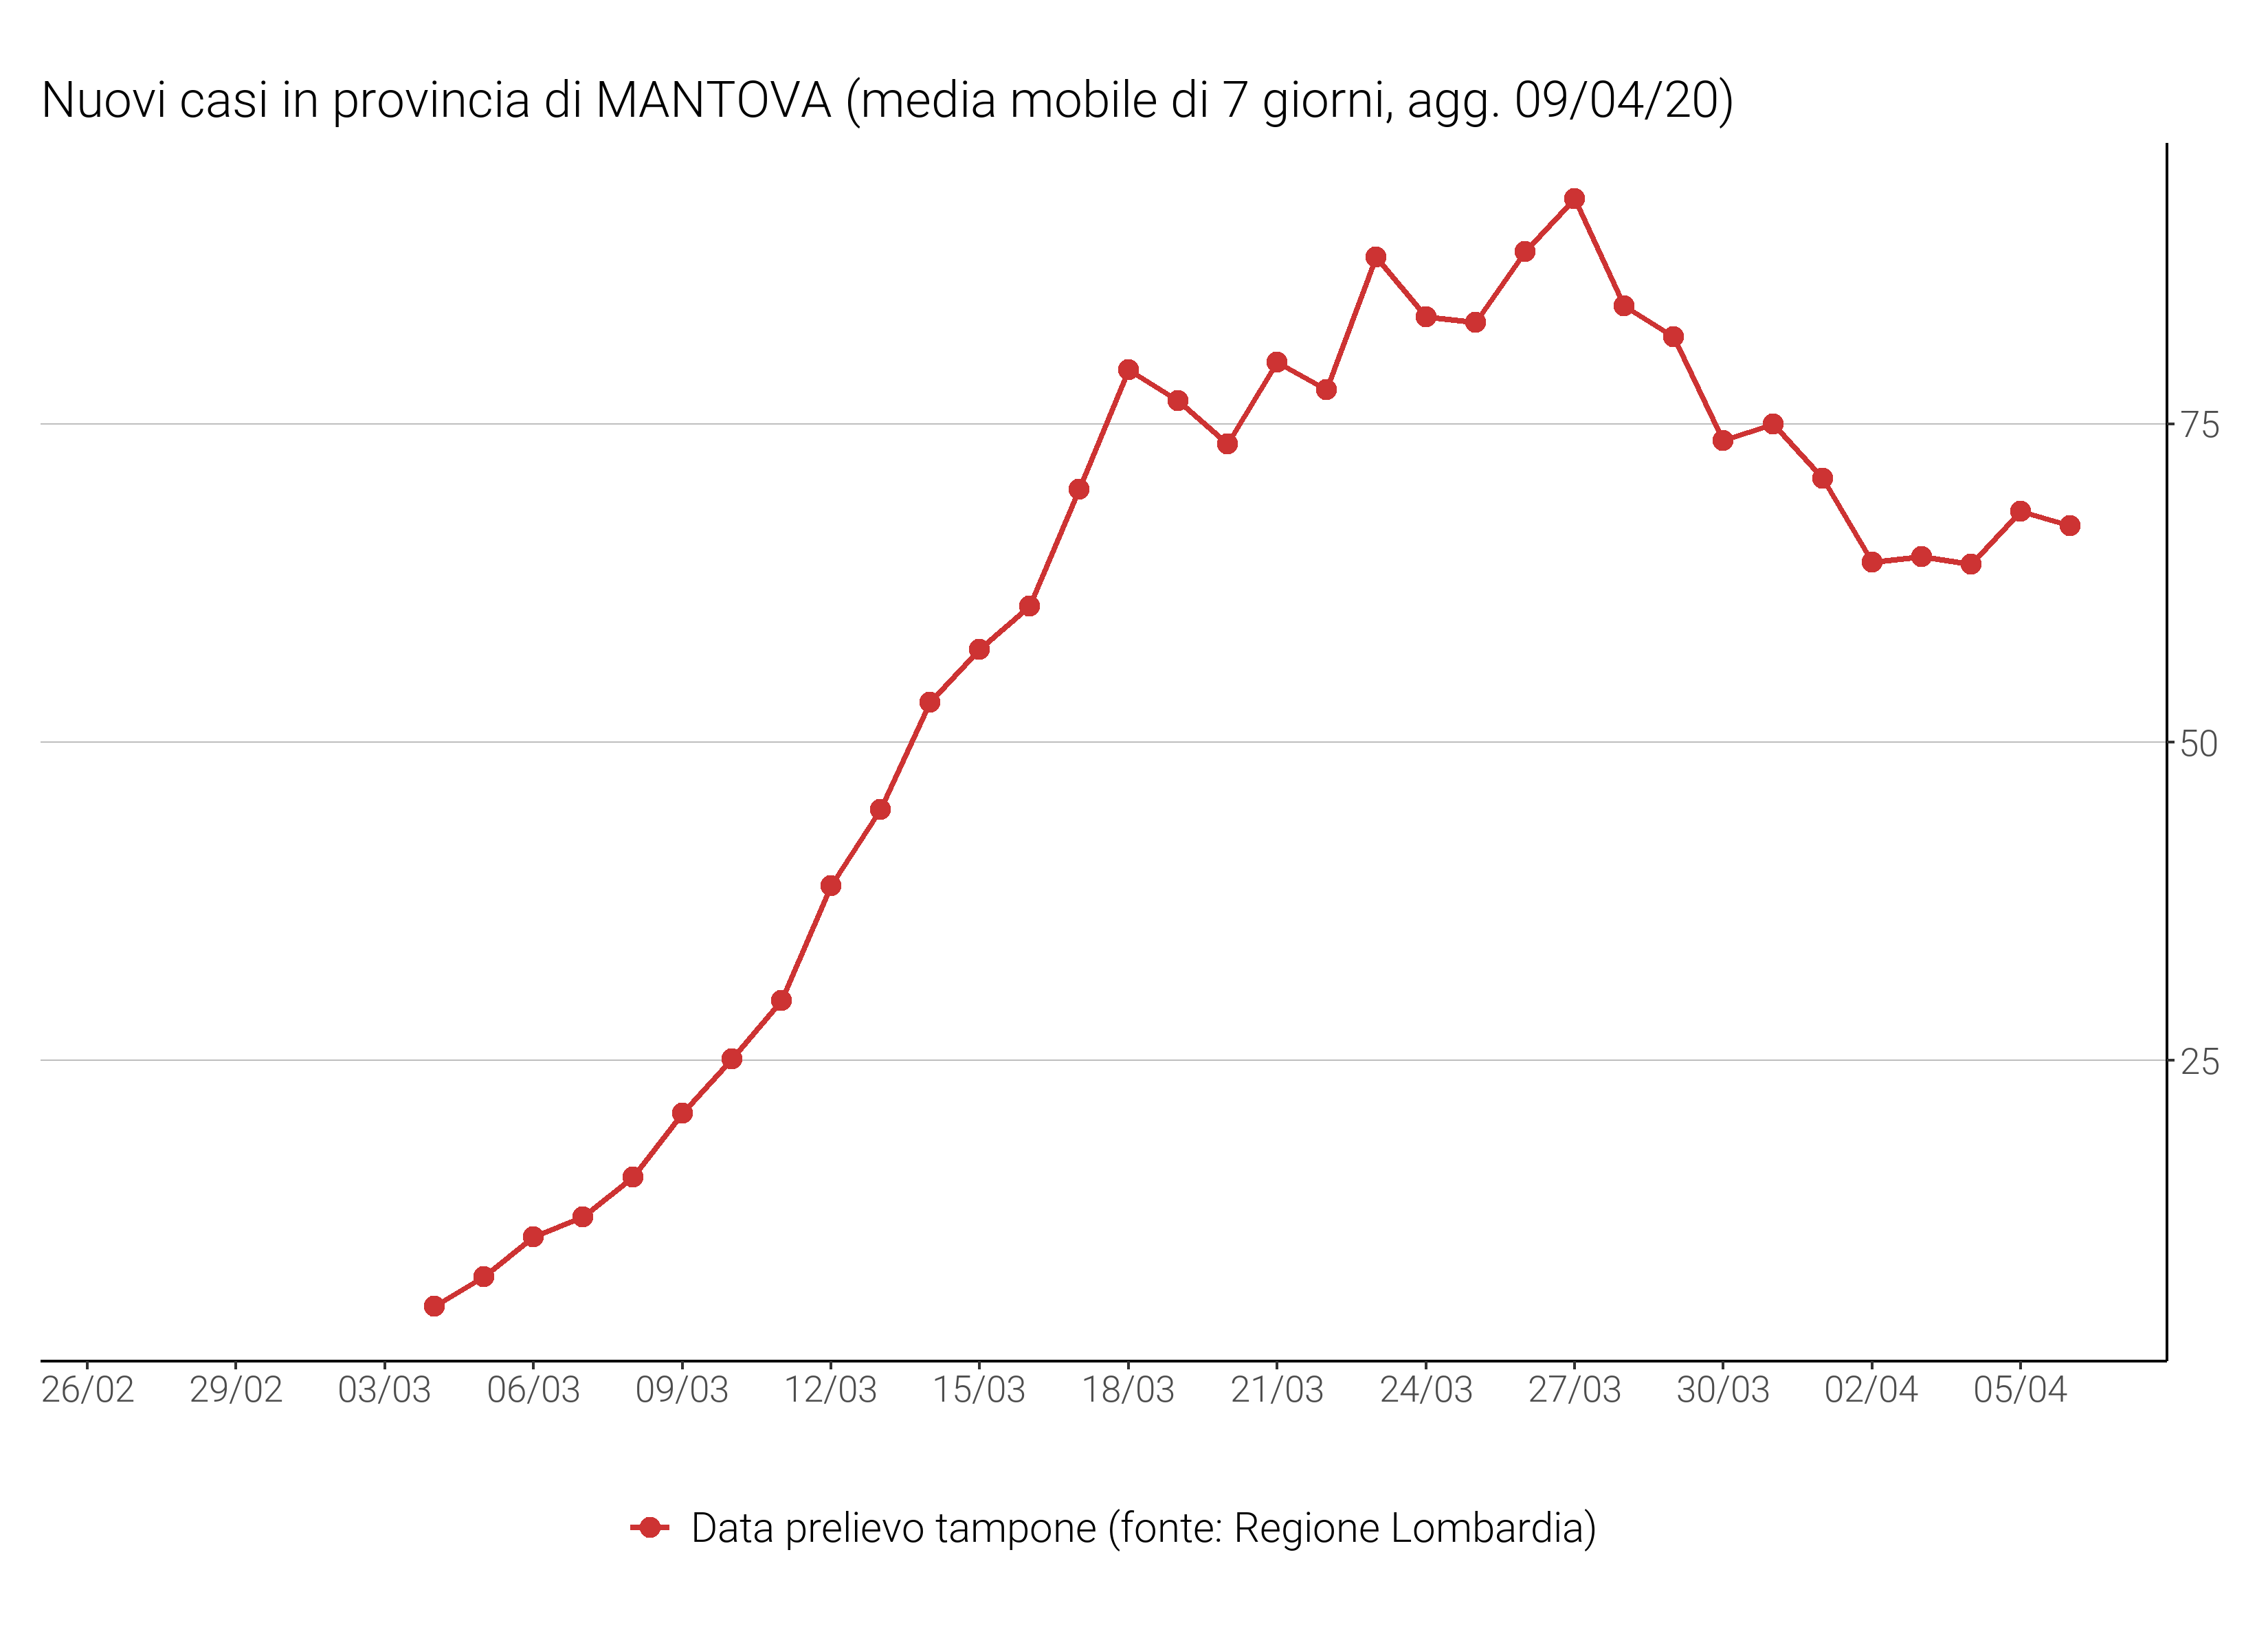 Nuovi casi in provincia di MANTOVA (media mobile di 7 giorni, agg. 09/04/20)
75
50
25
26/02 29/02 03/03 06/03 09/03 12/03 15/03 18/03 21/03 24/03 27/03 30/03 02/04 05/04
Data prelievo tampone (fonte: Regione Lombardia)